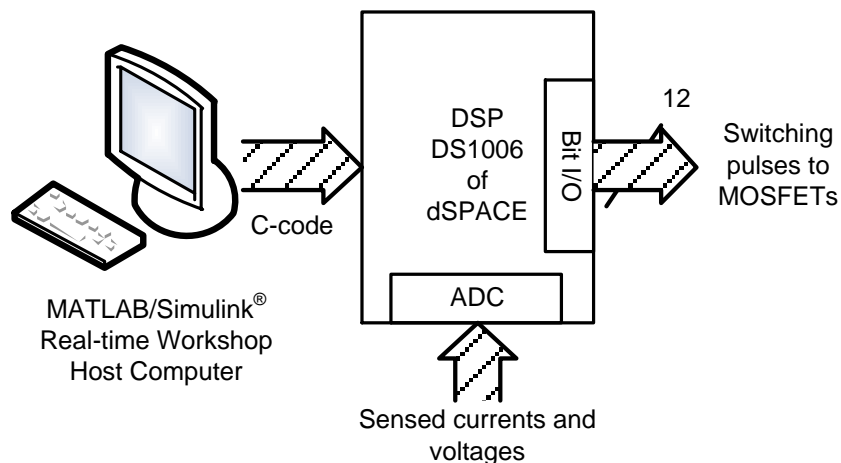 12
DSP
DS1006
of
dSPACE
Bit I/O
Switching
pulses to
MOSFETs
C-code
ADC
MATLAB/Simulink®
Real-time Workshop
Host Computer
Sensed currents and
voltages